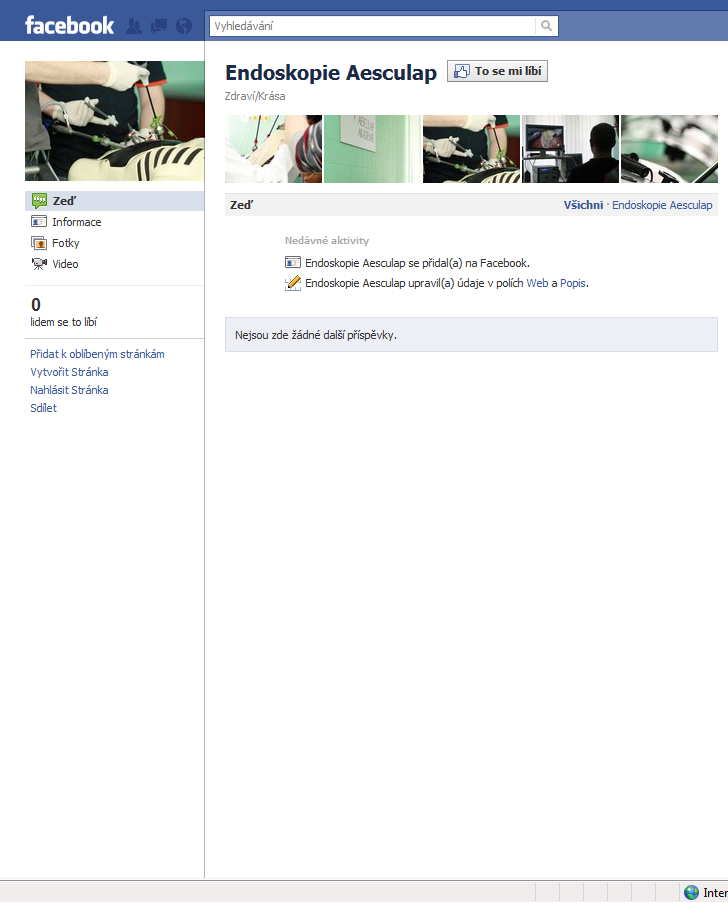 facebook
Vyhledávání
Endoskopie Aesculap
To se mi líbí
Zdraví/Krása
AESCULAP
AKADEMIE
Zeď
Informace
Fotky
Video
0
lidem se to líbí
Přidat k oblíbeným stránkám
Vytvořit Stránka
Nahlásit Stránka
Sdílet
Zeď
Všichni · Endoskopie Aesculap
Nedávné aktivity
Endoskopie Aesculap se přidal(a) na Facebook.
Endoskopie Aesculap upravil(a) údaje v polích Web a Popis.
Nejsou zde žádné další příspěvky.
Inter